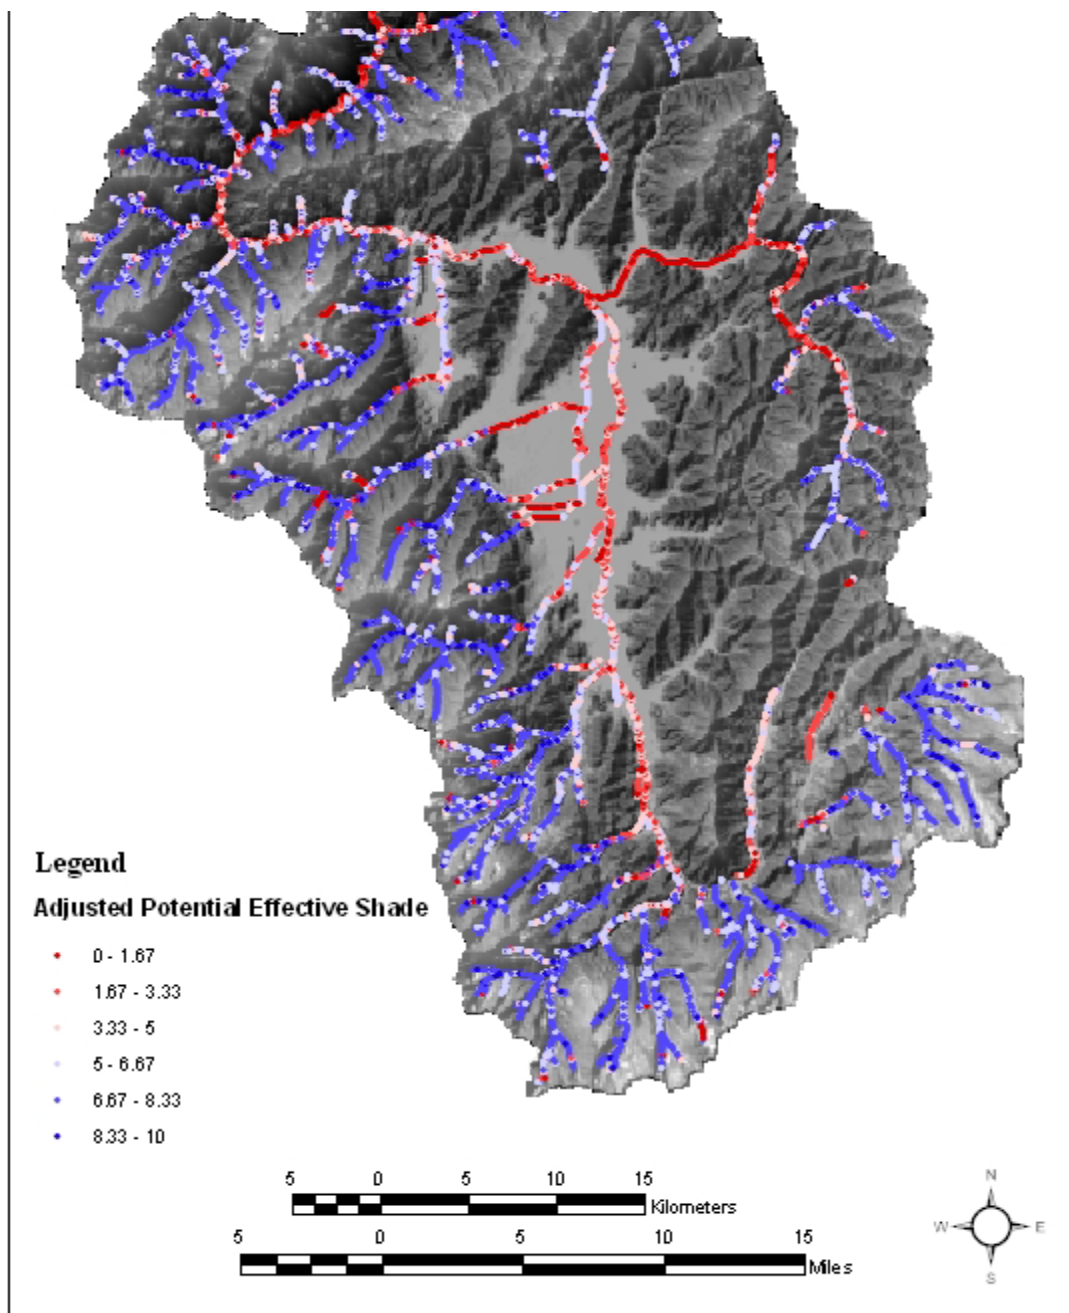 Legend
Adjusted Potential Effective Shade
0 - 1.67
1.67 - 3.33
3.33 - 5
5 - 6.67
6.67 - 8.33
8.33 - 10
5 0 5 10 15
Kilometers
5 0 5 10 15
Miles
N
W E
S